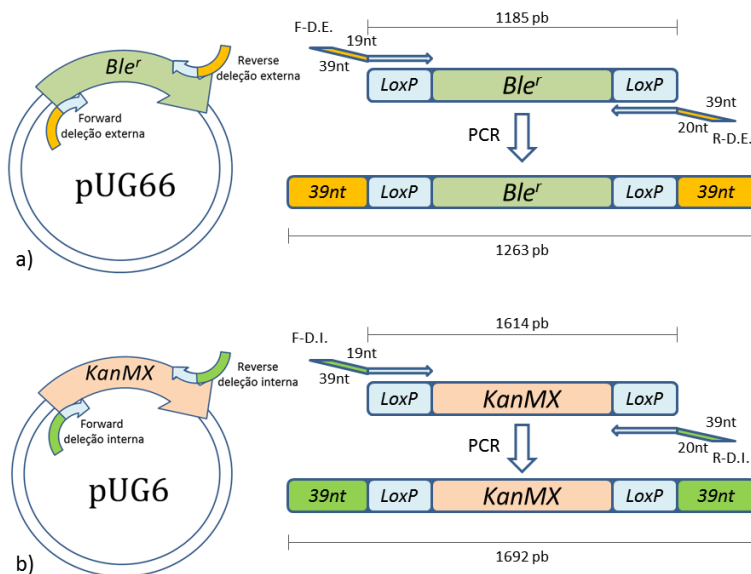 Bleʳ
Reverse
deleção externa
Forward
deleção externa
pUG66
a)
1185 pb
F-D.E.
19nt
39nt
LoxP
Bleʳ
LoxP
39nt
20nt
R-D.E.
PCR
39nt
LoxP
Bleʳ
LoxP
39nt
1263 pb
KanMX
Reverse
deleção interna
Forward
deleção interna
pUG6
b)
1614 pb
F-D.I.
19nt
39nt
LoxP
KanMX
LoxP
39nt
20nt
R-D.I.
PCR
39nt
LoxP
KanMX
LoxP
39nt
1692 pb